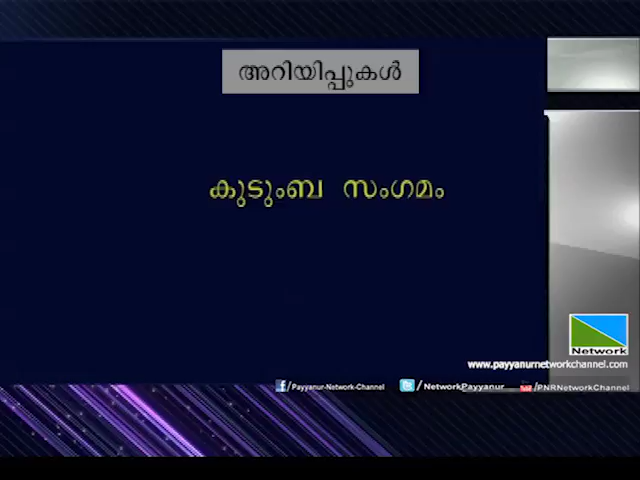 അറിയിപ്പുകൾ
കുടുംബ സംഗമം
Network
www.payyanurnetworkchannel.com
/Payyanur-Network-Channel /NetworkPayyanur /PNRNetworkChannel